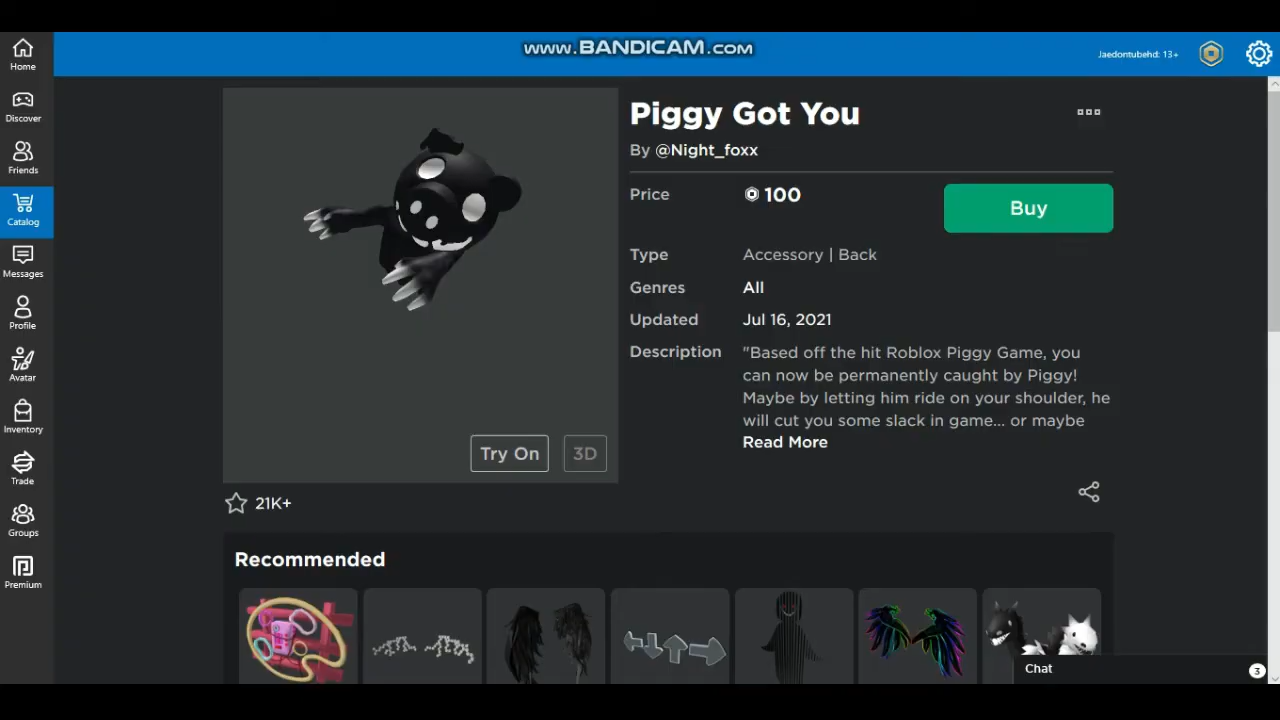 www.BANDICAM.com
Jaedontubehd: 13+
Home
Discover
Friends
Catalog
Messages
Profile
Avatar
Inventory
Trade
Groups
Premium
Piggy Got You
By @Night_foxx
Price 100
Buy
Type Accessory | Back
Genres All
Updated Jul 16, 2021
Description "Based off the hit Roblox Piggy Game, you
can now be permanently caught by Piggy!
Maybe by letting him ride on your shoulder, he
will cut you some slack in game... or maybe
Read More
Try On 3D
21K+
Recommended
Chat 3